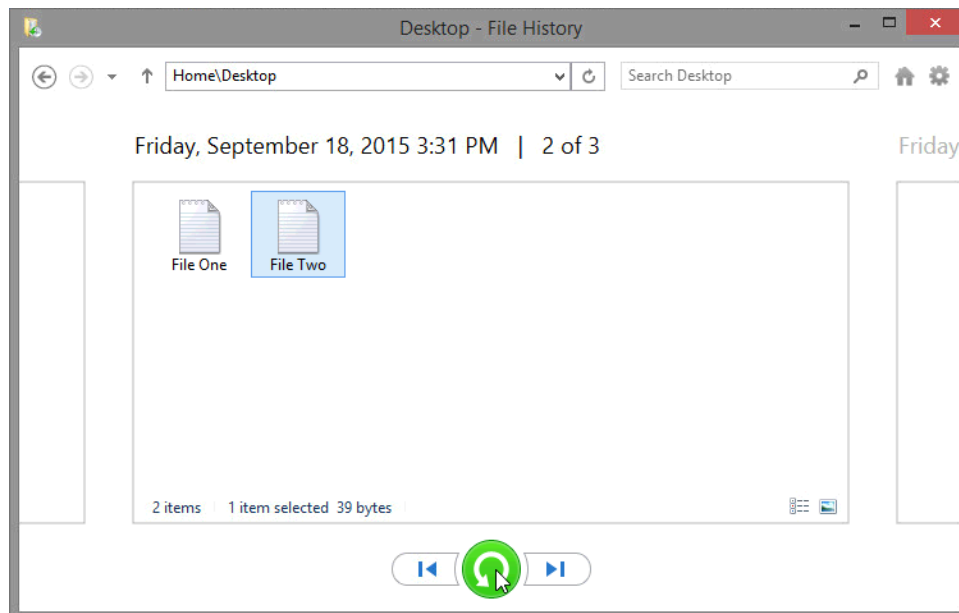 Desktop - File History
Home\Desktop
Search Desktop
Friday, September 18, 2015 3:31 PM | 2 of 3
Friday
File One
File Two
2 items 1 item selected 39 bytes